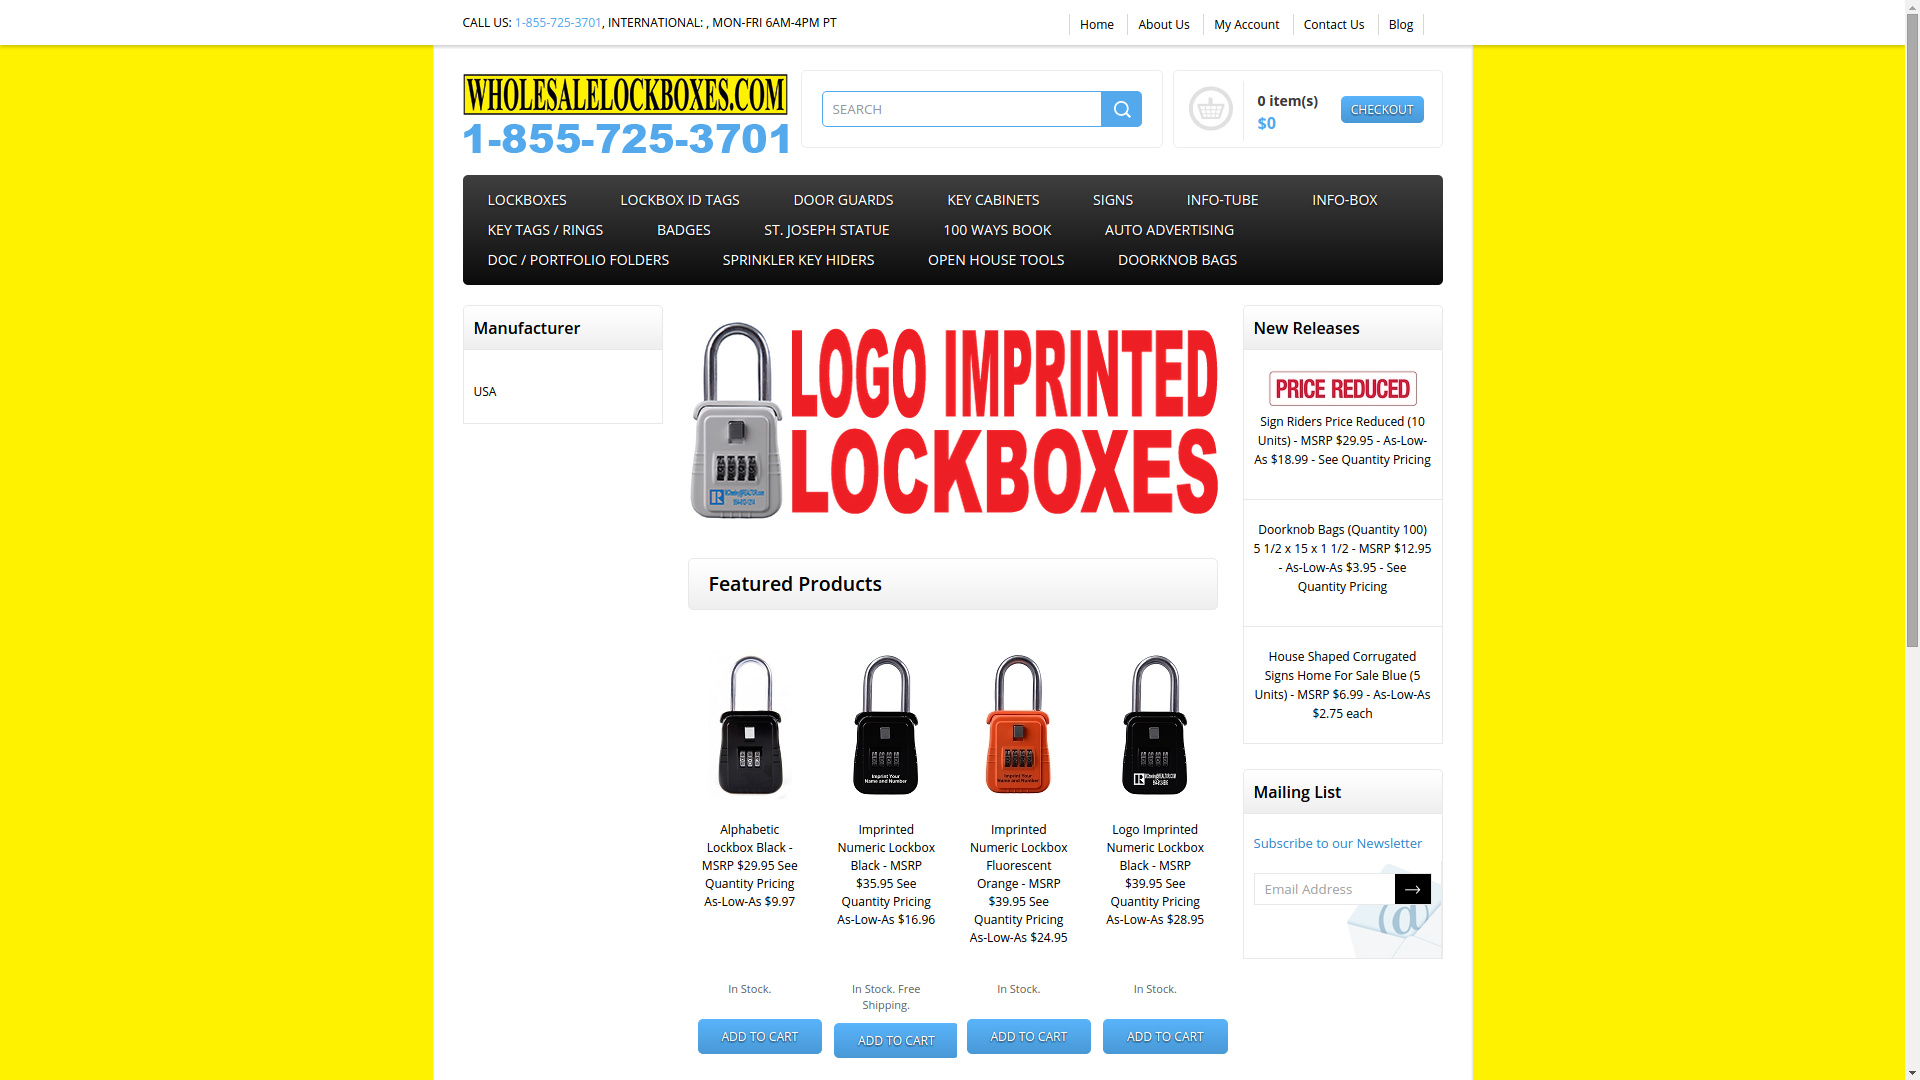 CALL US: 1-855-725-3701, INTERNATIONAL: , MON-FRI 6AM-4PM PT
Home
About Us
My Account
Contact Us
Blog
WHOLESALELOCKBOXES.COM
1-855-725-3701
SEARCH
0 item(s)
$0
CHECKOUT
LOCKBOXES
LOCKBOX ID TAGS
DOOR GUARDS
KEY CABINETS
SIGNS
INFO-TUBE
INFO-BOX
KEY TAGS / RINGS
BADGES
ST. JOSEPH STATUE
100 WAYS BOOK
AUTO ADVERTISING
DOC / PORTFOLIO FOLDERS
SPRINKLER KEY HIDERS
OPEN HOUSE TOOLS
DOORKNOB BAGS
Manufacturer
USA
LOGO IMPRINTED
LOCKBOXES
Featured Products
Alphabetic
Lockbox Black -
MSRP $29.95 See
Quantity Pricing
As-Low-As $9.97
In Stock.
ADD TO CART
Imprint Your
Name and Number
Imprinted
Numeric Lockbox
Black - MSRP
$35.95 See
Quantity Pricing
As-Low-As $16.96
In Stock. Free
Shipping.
ADD TO CART
Imprint Your
Name and Number
Imprinted
Numeric Lockbox
Fluorescent
Orange - MSRP
$39.95 See
Quantity Pricing
As-Low-As $24.95
In Stock.
ADD TO CART
Logo Imprinted
Numeric Lockbox
Black - MSRP
$39.95 See
Quantity Pricing
As-Low-As $28.95
In Stock.
ADD TO CART
New Releases
PRICE REDUCED
Sign Riders Price Reduced (10
Units) - MSRP $29.95 - As-Low-
As $18.99 - See Quantity Pricing
Doorknob Bags (Quantity 100)
5 1/2 x 15 x 1 1/2 - MSRP $12.95
- As-Low-As $3.95 - See
Quantity Pricing
House Shaped Corrugated
Signs Home For Sale Blue (5
Units) - MSRP $6.99 - As-Low-As
$2.75 each
Mailing List
Subscribe to our Newsletter
Email Address